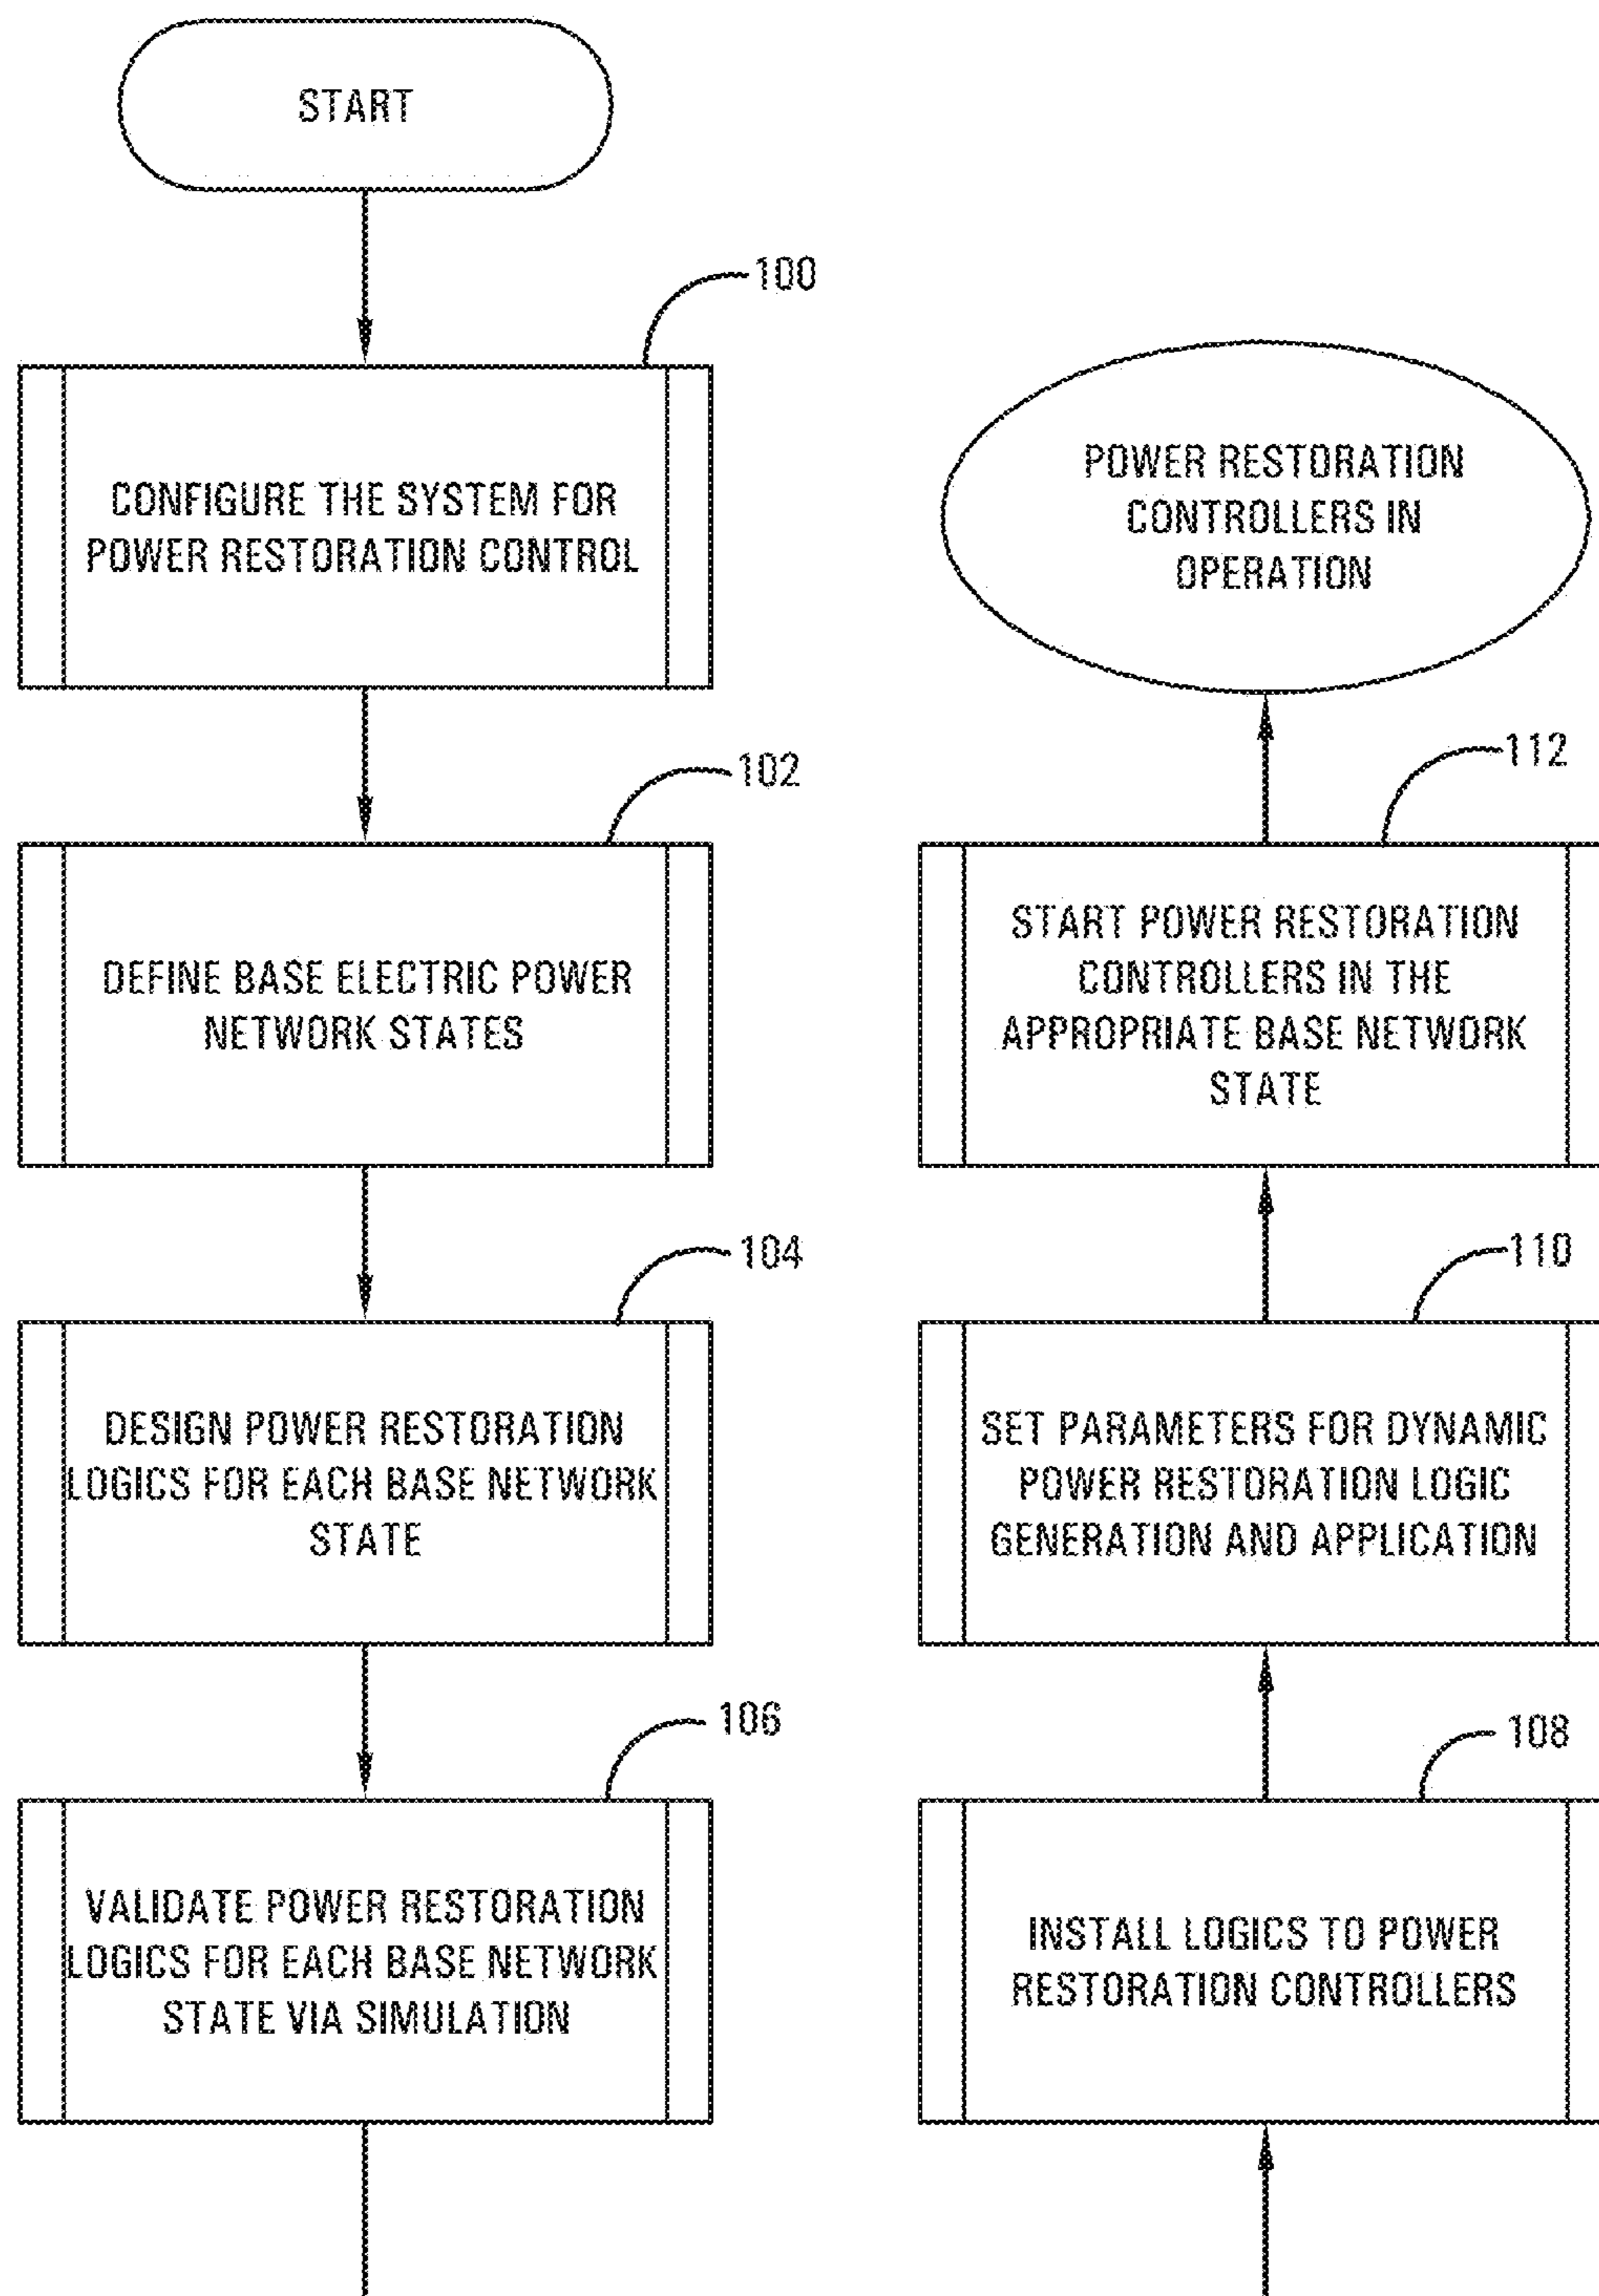 START
100
CONFIGURE THE SYSTEM FOR
POWER RESTORATION CONTROL
102
DEFINE BASE ELECTRIC POWER
NETWORK STATES
104
DESIGN POWER RESTORATION
LOGICS FOR EACH BASE NETWORK
STATE
106
VALIDATE POWER RESTORATION
LOGICS FOR EACH BASE NETWORK
STATE VIA SIMULATION
108
INSTALL LOGICS TO POWER
RESTORATION CONTROLLERS
110
SET PARAMETERS FOR DYNAMIC
POWER RESTORATION LOGIC
GENERATION AND APPLICATION
112
START POWER RESTORATION
CONTROLLERS IN THE
APPROPRIATE BASE NETWORK
STATE
POWER RESTORATION
CONTROLLERS IN
OPERATION